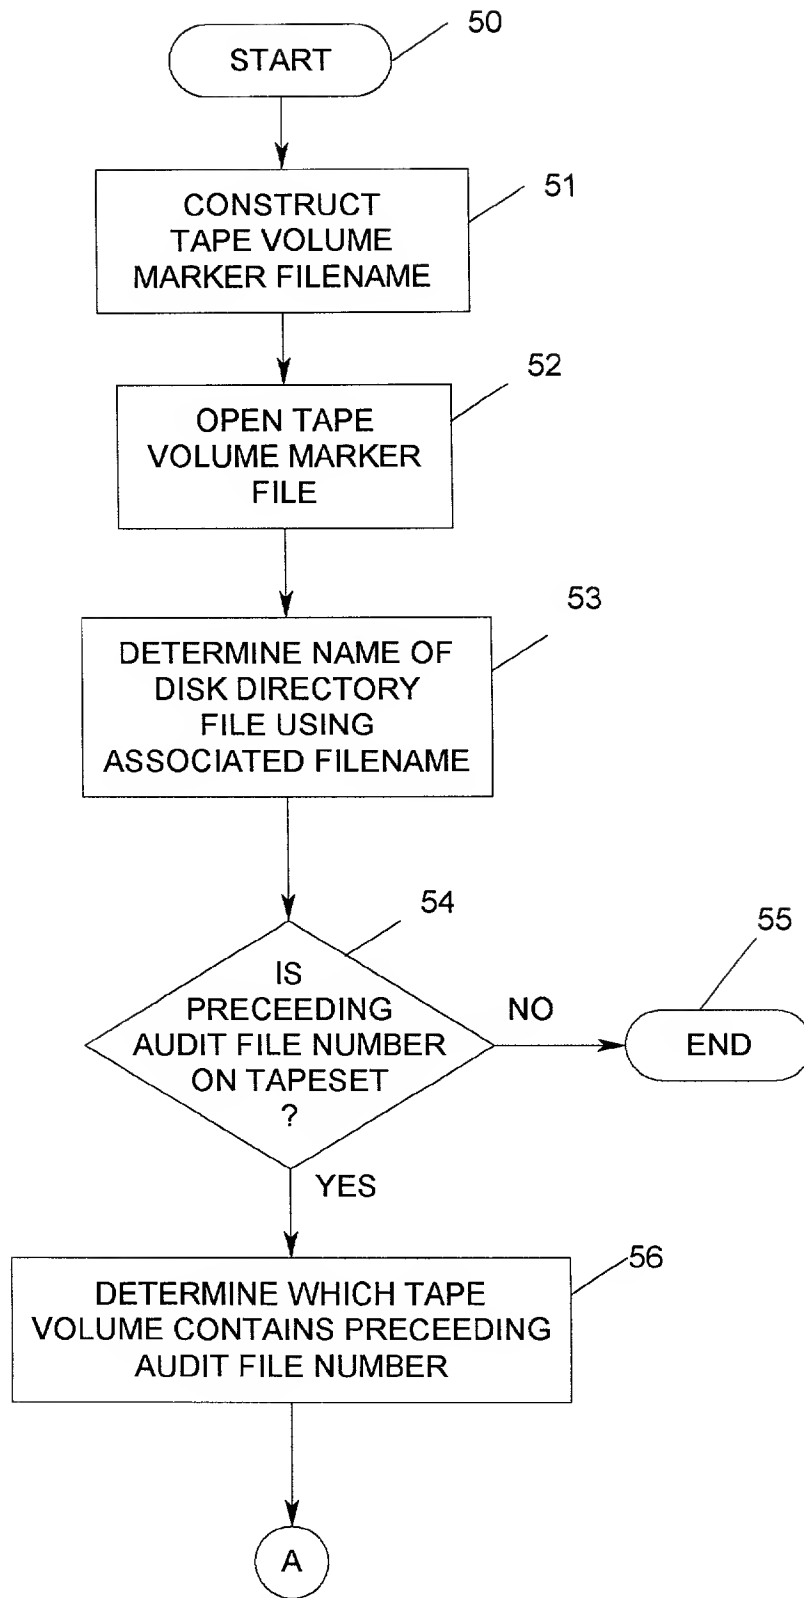 50
START
51
CONSTRUCT
TAPE VOLUME
MARKER FILENAME
52
OPEN TAPE
VOLUME MARKER
FILE
53
DETERMINE NAME OF
DISK DIRECTORY
FILE USING
ASSOCIATED FILENAME
54
IS
PRECEEDING
AUDIT FILE NUMBER
ON TAPESET
?
NO
55
END
YES
56
DETERMINE WHICH TAPE
VOLUME CONTAINS PRECEEDING
AUDIT FILE NUMBER
A